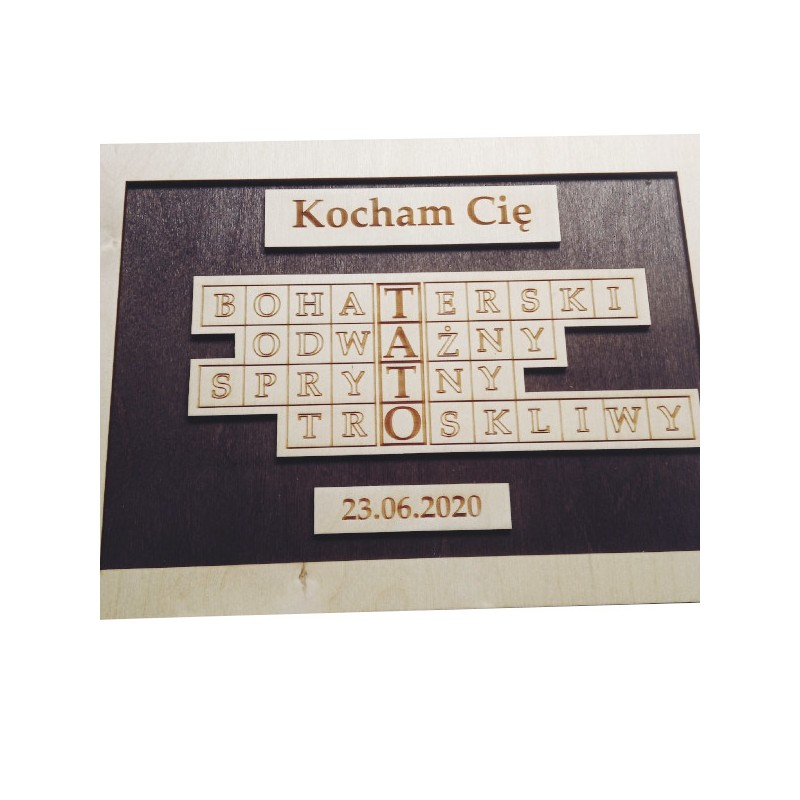 Kocham Cię
BOHATERSKI
ODWAŻNY
SPRYTNY
TROSKLIWY
23.06.2020